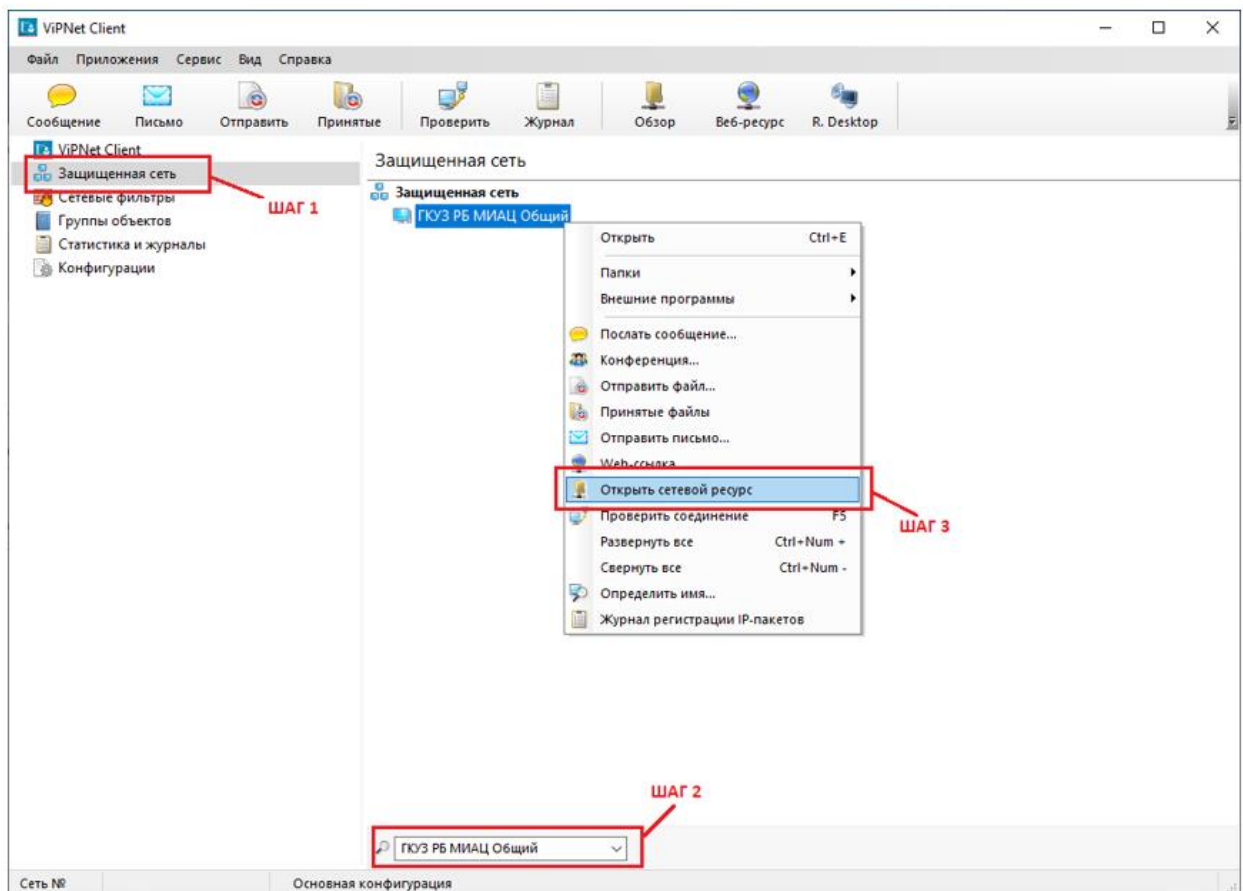 ViPNet Client
Файл Приложения Сервис Вид Справка
Сообщение Письмо Отправить Принятые Проверить Журнал Обзор Веб-ресурс R. Desktop
ViPNet Client
Защищенная сеть
Сетевые фильтры
Группы объектов
Статистика и журналы
Конфигурации
ШАГ 1
Защищенная сеть
Защищенная сеть
ГКУЗ РБ МИАЦ Общий
Открыть Ctrl+E
Папки
Внешние программы
Послать сообщение...
Конференция...
Отправить файл...
Принятые файлы
Отправить письмо...
Web-ссылка
Открыть сетевой ресурс
Проверить соединение F5
Развернуть все Ctrl+Num +
Свернуть все Ctrl+Num -
Определить имя...
Журнал регистрации IP-пакетов
ШАГ 3
ШАГ 2
ГКУЗ РБ МИАЦ Общий
Сеть № Основная конфигурация